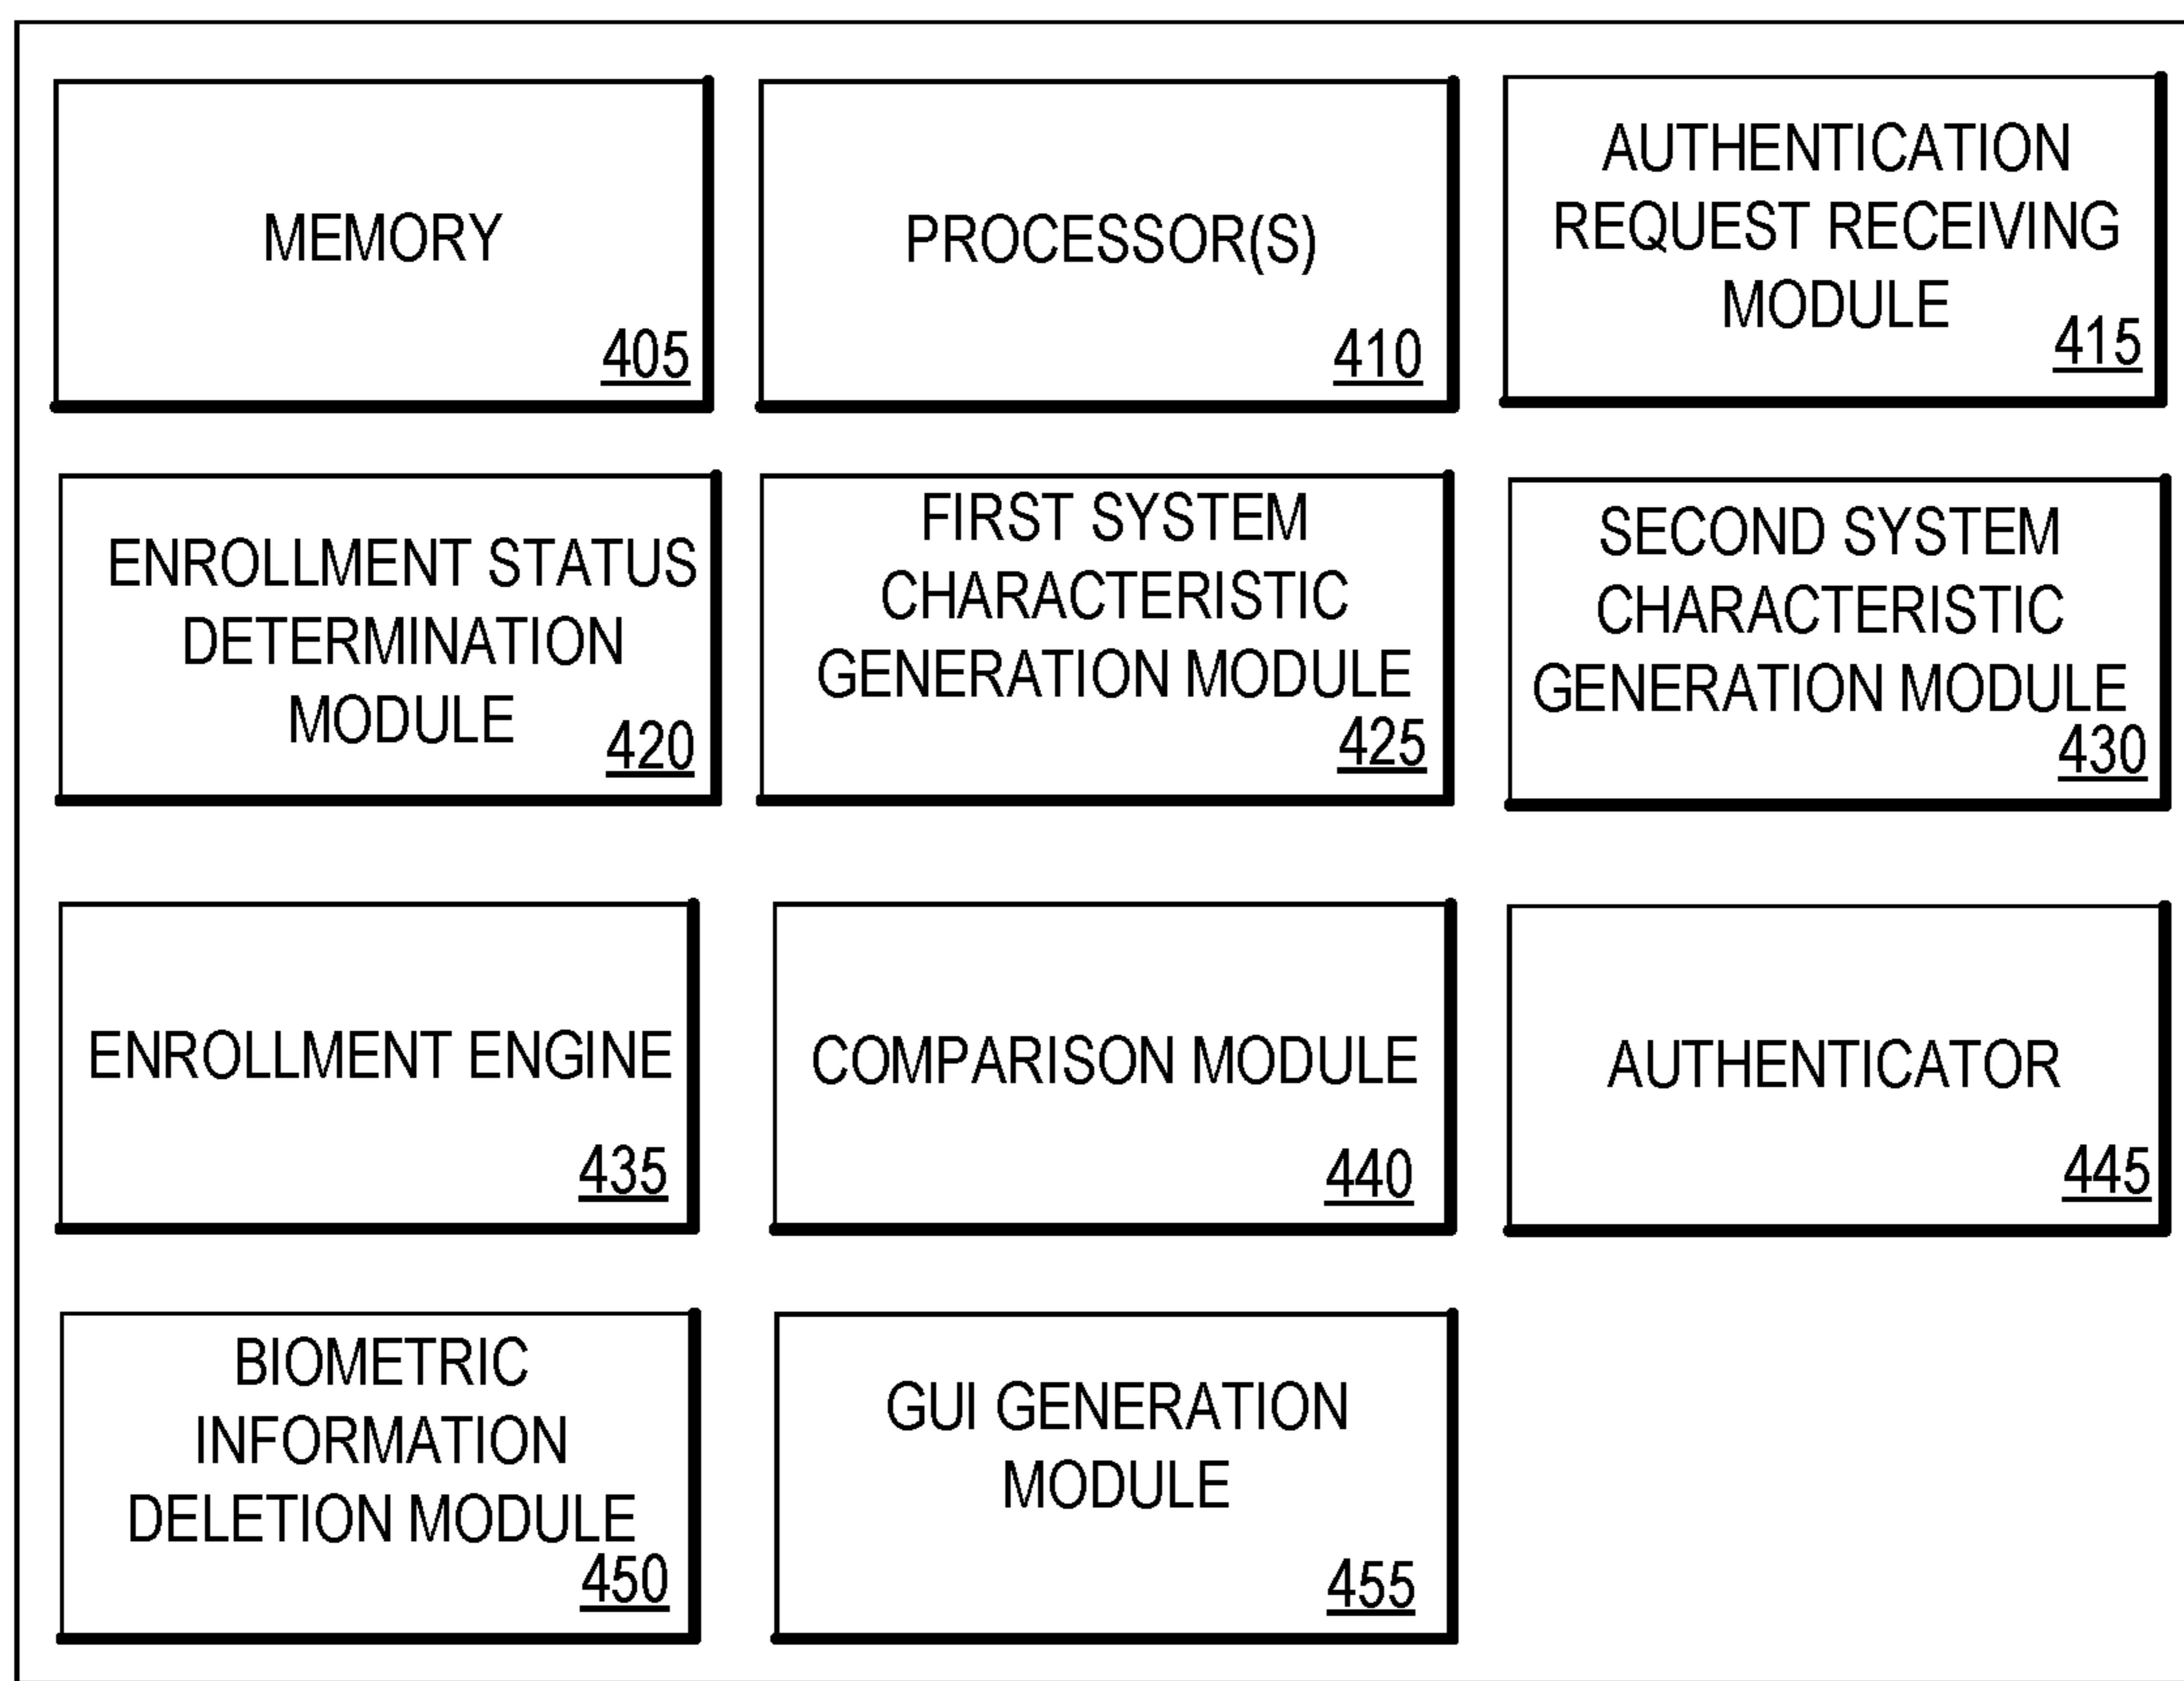 MEMORY
405
PROCESSOR(S)
410
AUTHENTICATION
REQUEST RECEIVING
MODULE
415
ENROLLMENT STATUS
DETERMINATION
MODULE
420
FIRST SYSTEM
CHARACTERISTIC
GENERATION MODULE
425
SECOND SYSTEM
CHARACTERISTIC
GENERATION MODULE
430
ENROLLMENT ENGINE
435
COMPARISON MODULE
440
AUTHENTICATOR
445
BIOMETRIC
INFORMATION
DELETION MODULE
450
GUI GENERATION
MODULE
455